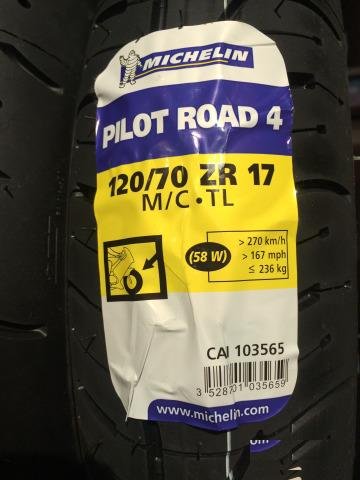 MICHELIN
PILOT ROAD 4
120/70 ZR 17
M/C • TL
(58 W)
> 270 km/h
> 167 mph
≤ 236 kg
CAI 103565
3 528701 035659
www.michelin.com